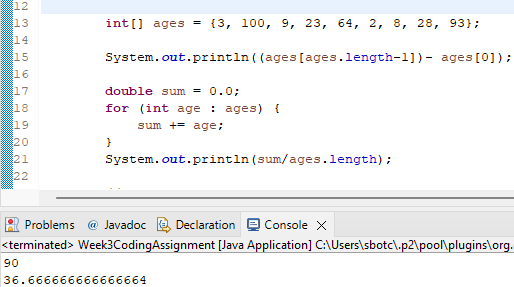 12
13 int[] ages = {3, 100, 9, 23, 64, 2, 8, 28, 93};
14
15 System.out.println((ages[ages.length-1])- ages[0]);
16
17 double sum = 0.0;
18 for (int age : ages) {
19 sum += age;
20 }
21 System.out.println(sum/ages.length);
22
Problems @ Javadoc Declaration Console
<terminated> Week3CodingAssignment [Java Application] C:\Users\sbotc\.p2\pool\plugins\org.
90
36.666666666666664